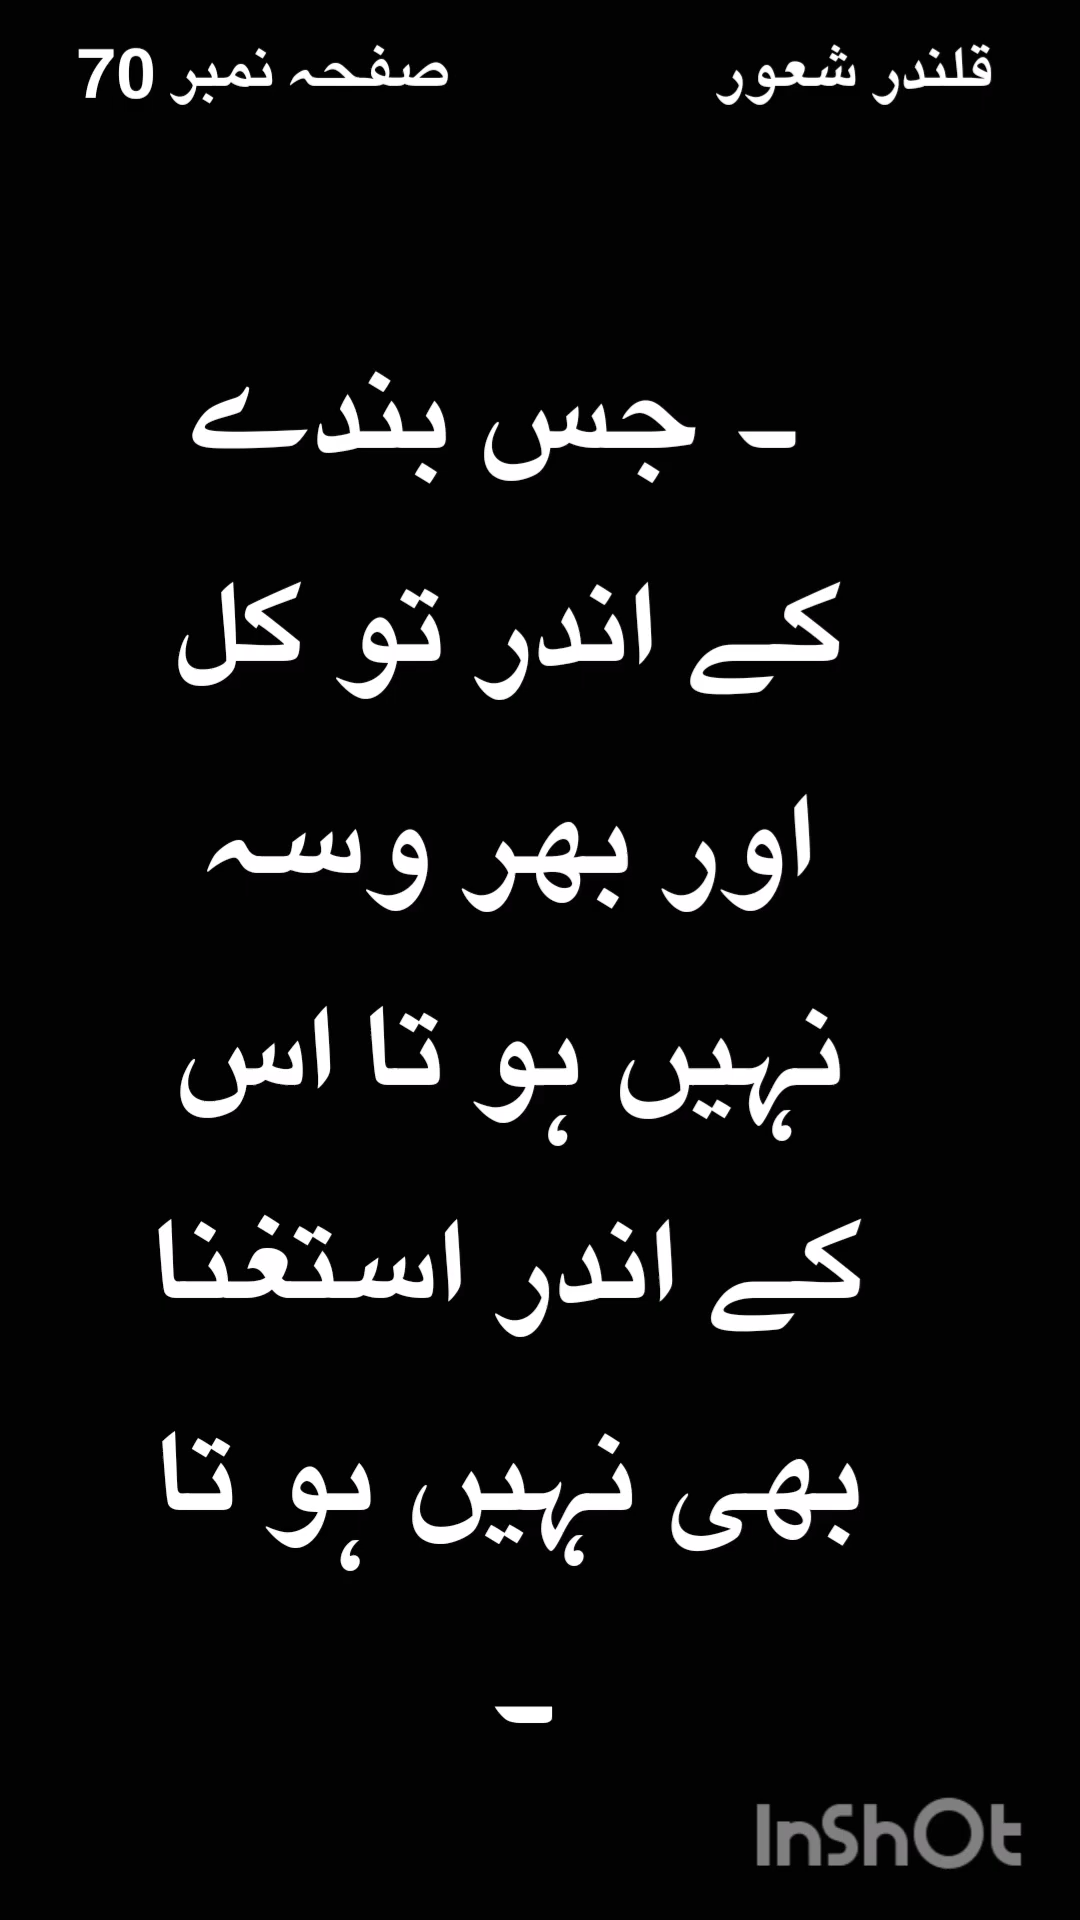 قلندر شعور صفحہ نمبر 70
۔ جس بندے
کے اندر تو کل
اور بھر وسہ
نہیں ہو تا اس
کے اندر استغنا
بھی نہیں ہو تا
۔
InShOt